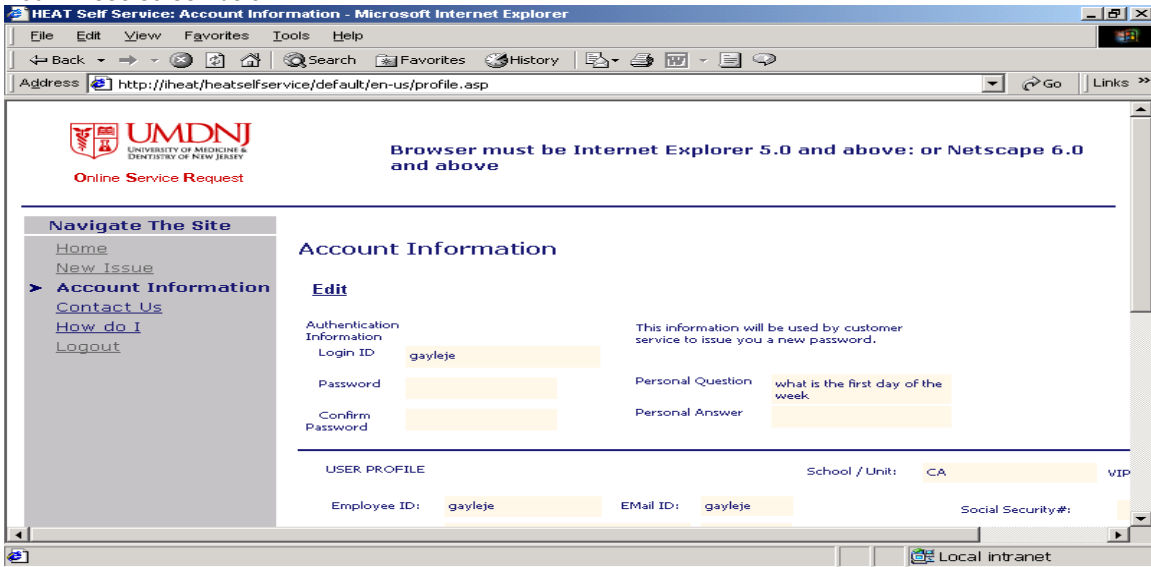 HEAT Self Service: Account Information - Microsoft Internet Explorer
File Edit View Favorites Tools Help
Back Search Favorites History
Address http://iheat/heatselfservice/default/en-us/profile.asp Go Links »
UMDNJ
UNIVERSITY OF MEDICINE &
DENTISTRY OF NEW JERSEY
Online Service Request
Browser must be Internet Explorer 5.0 and above: or Netscape 6.0
and above
Navigate The Site
Home
New Issue
Account Information
Contact Us
How do I
Logout
Account Information
Edit
Authentication
Information
Login ID gayleje
Password
Confirm
Password
This information will be used by customer
service to issue you a new password.
Personal Question what is the first day of the
week
Personal Answer
USER PROFILE School / Unit: CA VIP
Employee ID: gayleje EMail ID: gayleje Social Security#:
Local intranet